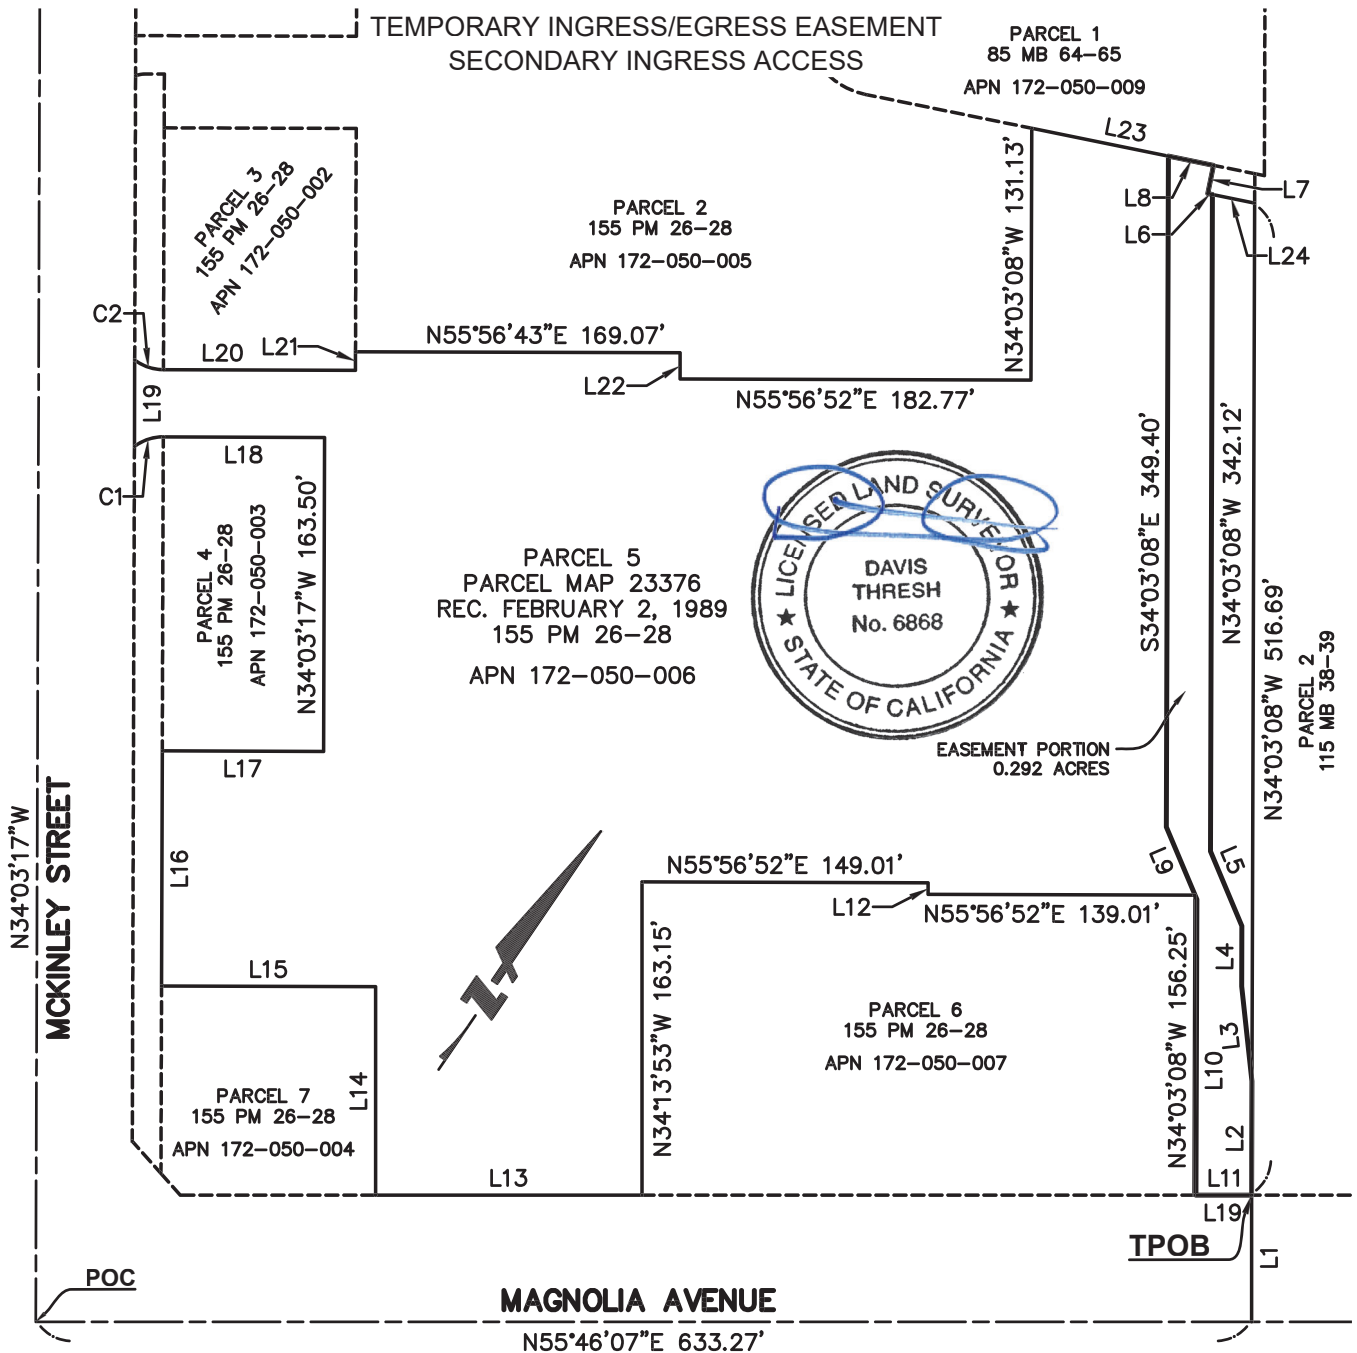 TEMPORARY INGRESS/EGRESS EASEMENT
SECONDARY INGRESS ACCESS
PARCEL 1
85 MB 64-65
APN 172-050-009
L23
L8
L7
L6
L24
PARCEL 3
155 PM 26-28
APN 172-050-002
PARCEL 2
155 PM 26-28
APN 172-050-005
N34°03'08"W 131.13'
C2
L20
L21
N55°56'43"E 169.07'
L22
N55°56'52"E 182.77'
L19
L18
C1
PARCEL 4
155 PM 26-28
APN 172-050-003
N34°03'17"W 163.50'
L17
PARCEL 5
PARCEL MAP 23376
REC. FEBRUARY 2, 1989
155 PM 26-28
APN 172-050-006
LICENSED LAND SURVEYOR
DAVIS
THRESH
No. 6868
STATE OF CALIFORNIA
S34°03'08"E 349.40'
N34°03'08"W 342.12'
N34°03'08"W 516.69'
PARCEL 2
115 MB 38-39
EASEMENT PORTION
0.292 ACRES
N34°03'17"W
MCKINLEY STREET
L16
L15
L9
L5
N55°56'52"E 149.01'
L12
N55°56'52"E 139.01'
L4
N
N34°13'53"W 163.15'
PARCEL 6
155 PM 26-28
APN 172-050-007
N34°03'08"W 156.25'
L10
L3
L2
PARCEL 7
155 PM 26-28
APN 172-050-004
L14
L13
L11
L19
TPOB
L1
POC
MAGNOLIA AVENUE
N55°46'07"E 633.27'